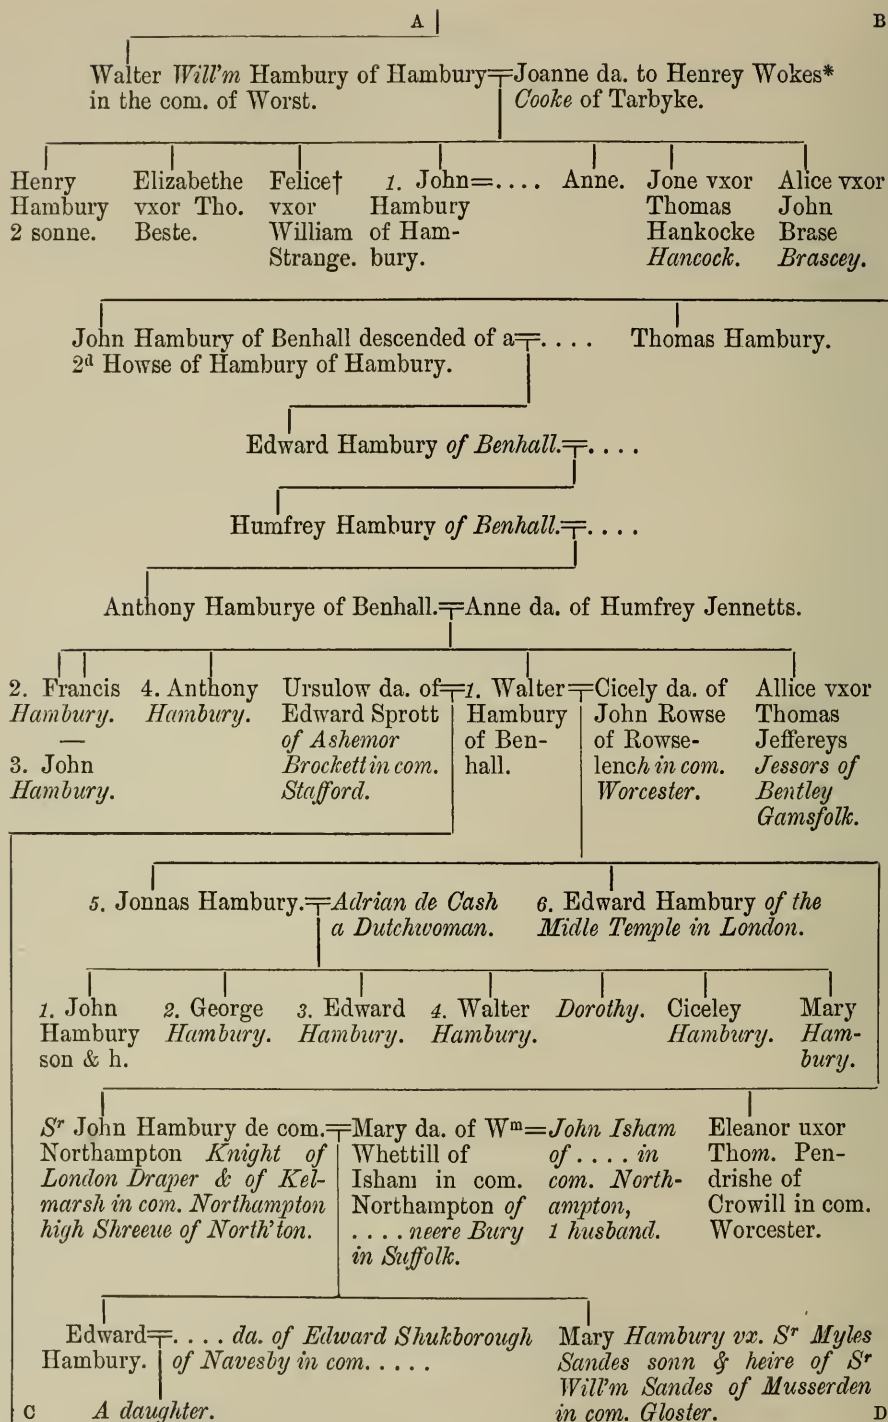 A B
Walter Will'm Hambury of Hambury=Joanne da. to Henrey Wokes*
in the com. of Worst. Cooke of Tarbyke.
Henry
Hambury
2 sonne.
Elizabethe
vxor Tho.
Beste.
Felice†
vxor
William
Strange.
1. John=....
Hambury
of Ham-
bury.
Anne.
Jone vxor
Thomas
Hankocke
Hancock.
Alice vxor
John
Brase
Brascey.
John Hambury of Benhall descended of a=.... Thomas Hambury.
2d Howse of Hambury of Hambury.
Edward Hambury of Benhall.=....
Humfrey Hambury of Benhall.=....
Anthony Hamburye of Benhall.=Anne da. of Humfrey Jennetts.
2. Francis
Hambury.
—
3. John
Hambury.
4. Anthony
Hambury.
Ursulow da. of=
Edward Sprott
of Ashemor
Brockett in com.
Stafford.
1. Walter=
Hambury
of Ben-
hall.
Cicely da. of
John Rowse
of Rowse-
lench in com.
Worcester.
Allice vxor
Thomas
Jeffereys
Jessors of
Bentley
Gamsfolk.
5. Jonnas Hambury.=Adrian de Cash
a Dutchwoman.
6. Edward Hambury of the
Midle Temple in London.
1. John
Hambury
son & h.
2. George
Hambury.
3. Edward
Hambury.
4. Walter
Hambury.
Dorothy.
Ciceley
Hambury.
Mary
Ham-
bury.
Sr John Hambury de com.=
Northampton Knight of
London Draper & of Kel-
marsh in com. Northampton
high Shreeue of North'ton.
Mary da. of Wm=
Whettill of
Isham in com.
Northampton of
....neere Bury
in Suffolk.
John Isham
of .... in
com. North-
ampton,
1 husband.
Eleanor uxor
Thom. Pen-
drishe of
Crowill in com.
Worcester.
Edward=.... da. of Edward Shukborough
Hambury. of Navesby in com.....
A daughter.
Mary Hambury vx. Sr Myles
Sandes sonn & heire of Sr
Will'm Sandes of Musserden
in com. Gloster.
C D